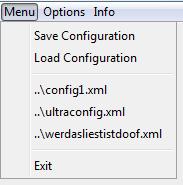 Menu Options Info
Save Configuration
Load Configuration
..\config1.xml
..\ultraconfig.xml
..\werdasliestistdoof.xml
Exit